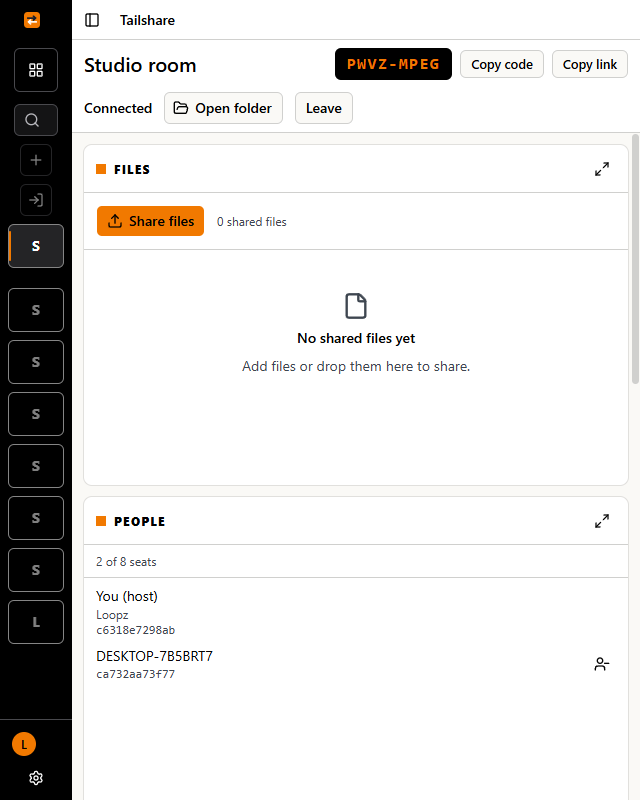 Tailshare
Studio room
PWVZ-MPEG
Copy code
Copy link
Connected
Open folder
Leave
S
S
S
S
S
S
S
L
L
FILES
Share files
0 shared files
No shared files yet
Add files or drop them here to share.
PEOPLE
2 of 8 seats
You (host)
Loopz
c6318e7298ab
DESKTOP-7B5BRT7
ca732aa73f77